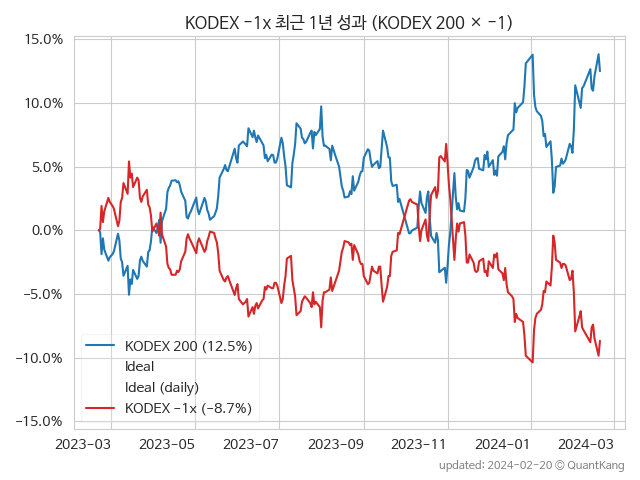 KODEX −1x 최근 1년 성과 (KODEX 200 × −1)
15.0%
10.0%
5.0%
0.0%
−5.0%
−10.0%
−15.0%
KODEX 200 (12.5%)
Ideal
Ideal (daily)
KODEX −1x (−8.7%)
2023-03 2023-05 2023-07 2023-09 2023-11 2024-01 2024-03
updated: 2024-02-20 © QuantKang